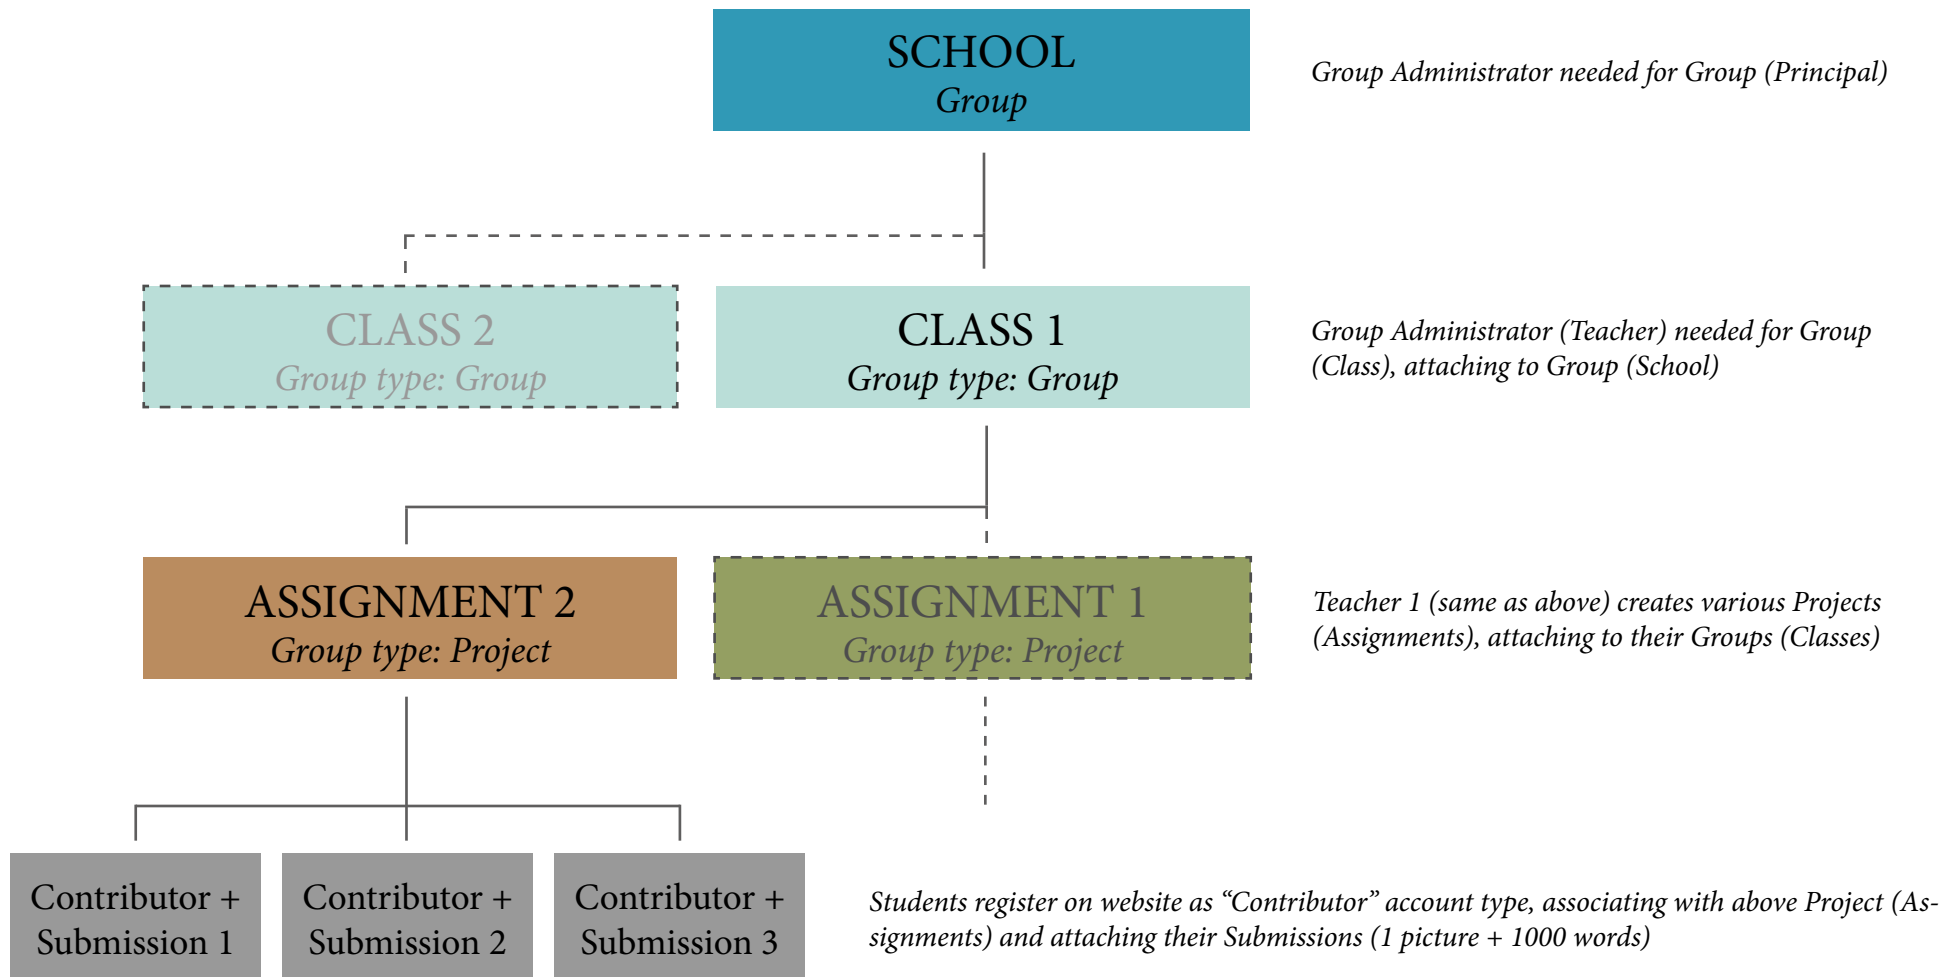 SCHOOL
Group
Group Administrator needed for Group (Principal)
CLASS 2
Group type: Group
CLASS 1
Group type: Group
Group Administrator (Teacher) needed for Group
(Class), attaching to Group (School)
ASSIGNMENT 2
Group type: Project
ASSIGNMENT 1
Group type: Project
Teacher 1 (same as above) creates various Projects
(Assignments), attaching to their Groups (Classes)
Contributor +
Submission 1
Contributor +
Submission 2
Contributor +
Submission 3
Students register on website as “Contributor” account type, associating with above Project (As-
signments) and attaching their Submissions (1 picture + 1000 words)